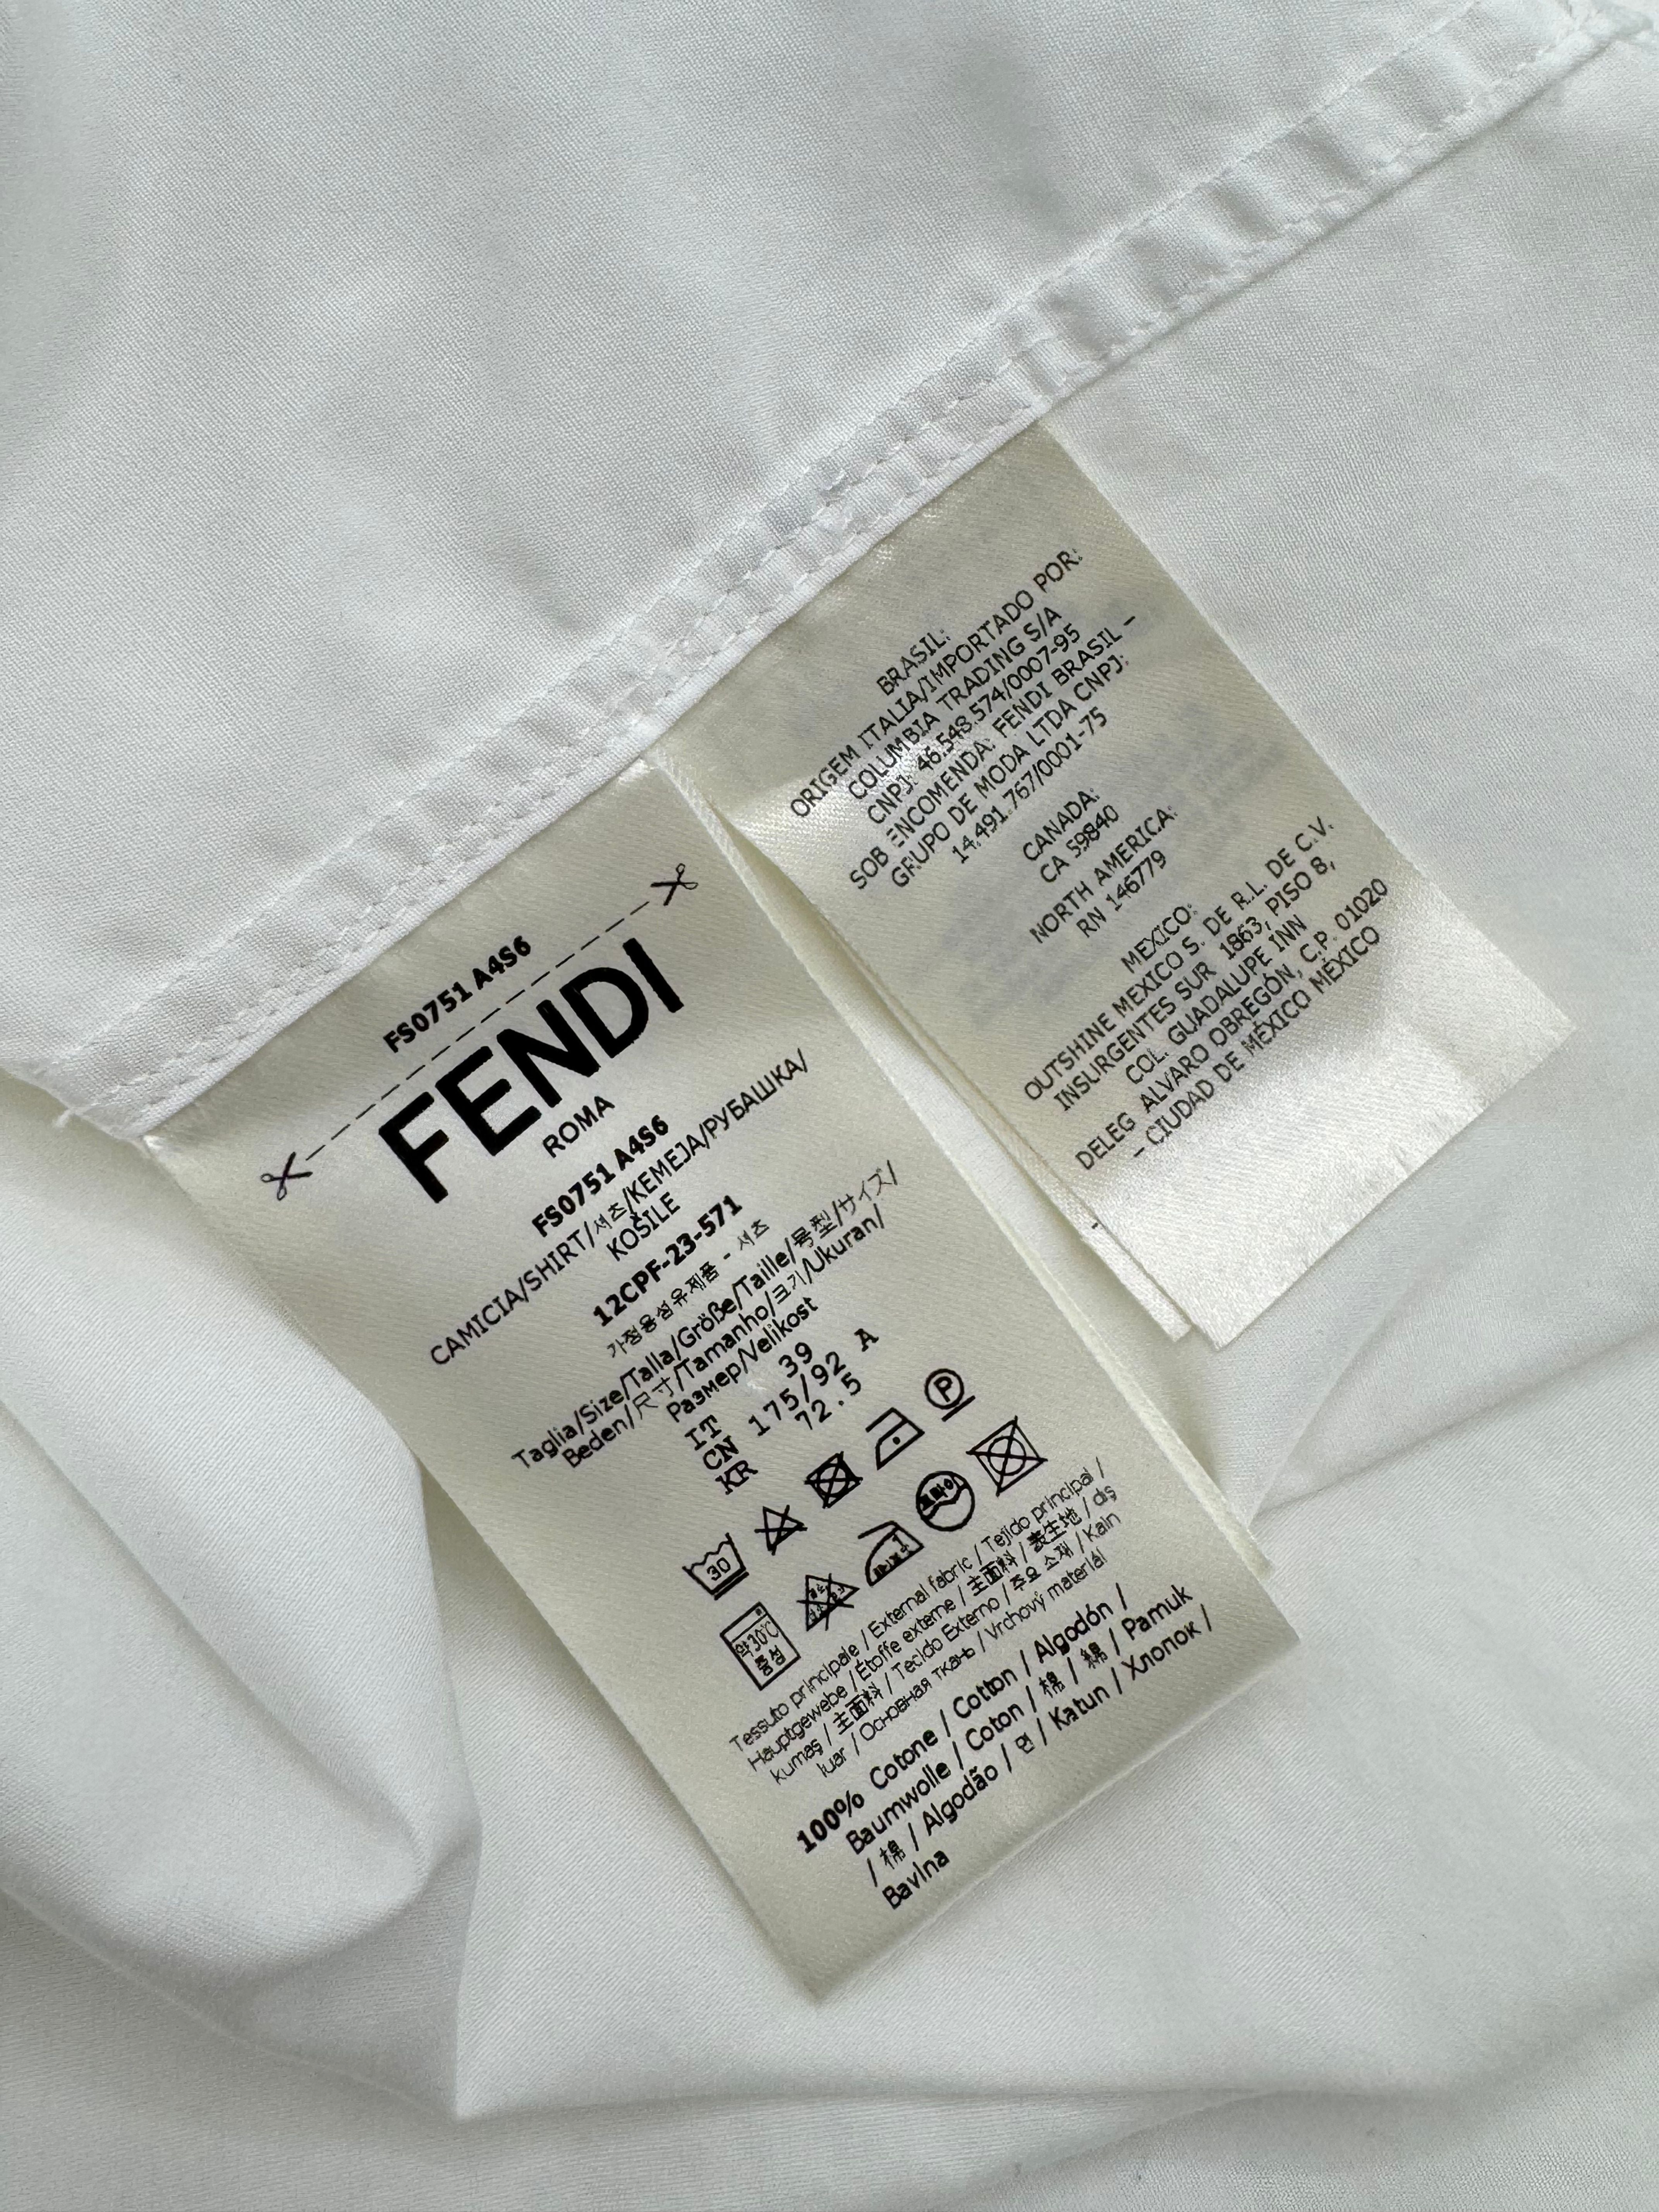 FS0751 A4S6
FENDI
ROMA
FS0751 A4S6
CAMICIA/SHIRT/셔츠/KEMEJA/РУБАШКА/
KOŠILE
12CPF-23-571
가정용섬유제품 - 셔츠
Taglia/Size/Talla/Größe/Taille/号型/サイズ/
Beden/尺寸/Tamanho/크기/Ukuran/
Размер/Velikost
IT 39
CN 175/92 A
KR 72.5
30
P
약30℃
중성
Tessuto principale / External fabric / Tejido principal /
Hauptgewebe / Étoffe externe / 主面料 / 表生地 / dış
kumaş / 主面料 / Tecido Externo / 주요 소재 / Kain
luar / Основная ткань / Vrchový materiál
100% Cotone / Cotton / Algodón /
Baumwolle / Coton / 棉 / 綿 / Pamuk
/ 棉 / Algodão / 면 / Katun / Хлопок /
Bavlna
BRASIL:
ORIGEM ITALIA/IMPORTADO POR:
COLUMBIA TRADING S/A
CNPJ: 46.548.574/0007-95
SOB ENCOMENDA: FENDI BRASIL –
GRUPO DE MODA LTDA CNPJ:
14.491.767/0001-75
CANADA:
CA 59840
NORTH AMERICA:
RN 146779
MEXICO:
OUTSHINE MEXICO S. DE R.L. DE C.V.
INSURGENTES SUR 1863, PISO 8,
COL. GUADALUPE INN
DELEG ALVARO OBREGÓN, C.P. 01020
– CIUDAD DE MÉXICO MÉXICO